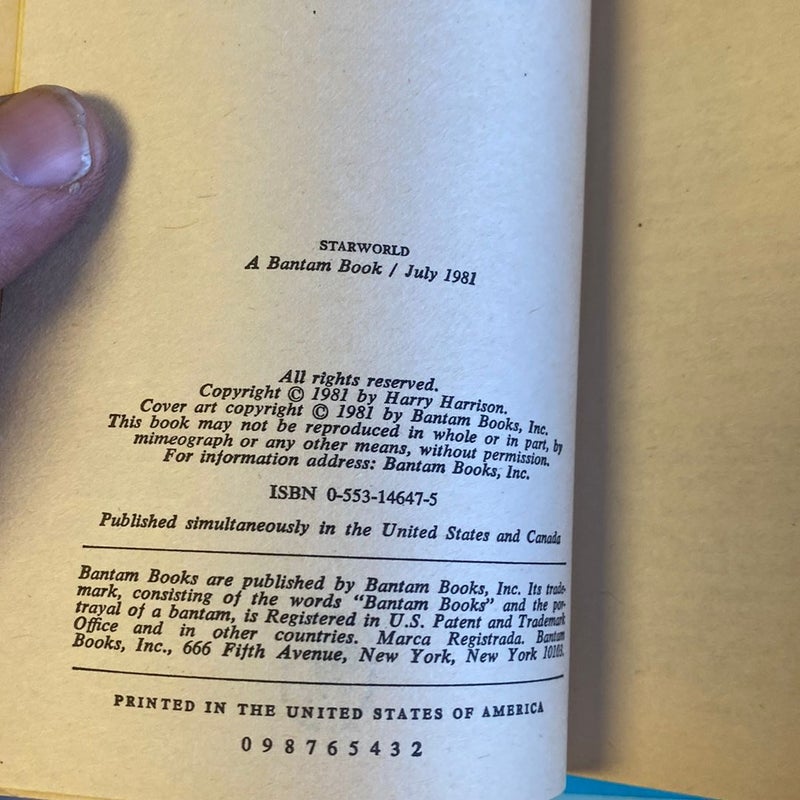 STARWORLD
A Bantam Book / July 1981
All rights reserved.
Copyright © 1981 by Harry Harrison.
Cover art copyright © 1981 by Bantam Books, Inc.
This book may not be reproduced in whole or in part, by
mimeograph or any other means, without permission.
For information address: Bantam Books, Inc.
ISBN 0-553-14647-5
Published simultaneously in the United States and Canada
Bantam Books are published by Bantam Books, Inc. Its trade-
mark, consisting of the words "Bantam Books" and the por-
trayal of a bantam, is Registered in U.S. Patent and Trademark
Office and in other countries. Marca Registrada. Bantam
Books, Inc., 666 Fifth Avenue, New York, New York 10103.
PRINTED IN THE UNITED STATES OF AMERICA
0 9 8 7 6 5 4 3 2